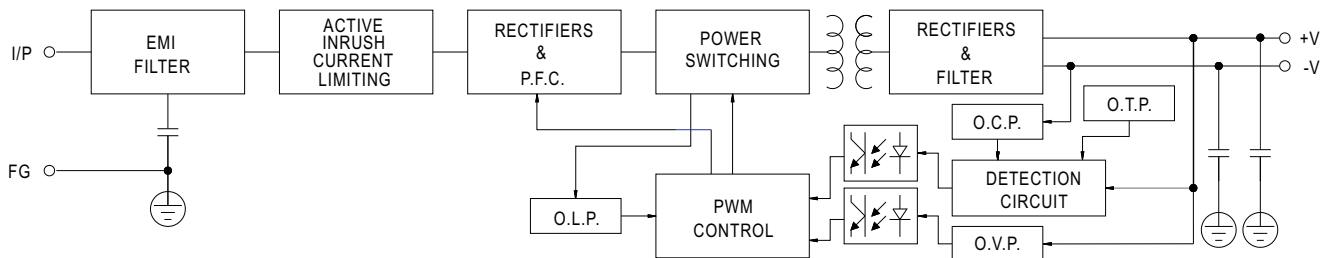 I/P
EMI
FILTER
ACTIVE
INRUSH
CURRENT
LIMITING
RECTIFIERS
&
P.F.C.
POWER
SWITCHING
RECTIFIERS
&
FILTER
+V
-V
O.C.P.
O.T.P.
FG
DETECTION
CIRCUIT
O.L.P.
PWM
CONTROL
O.V.P.